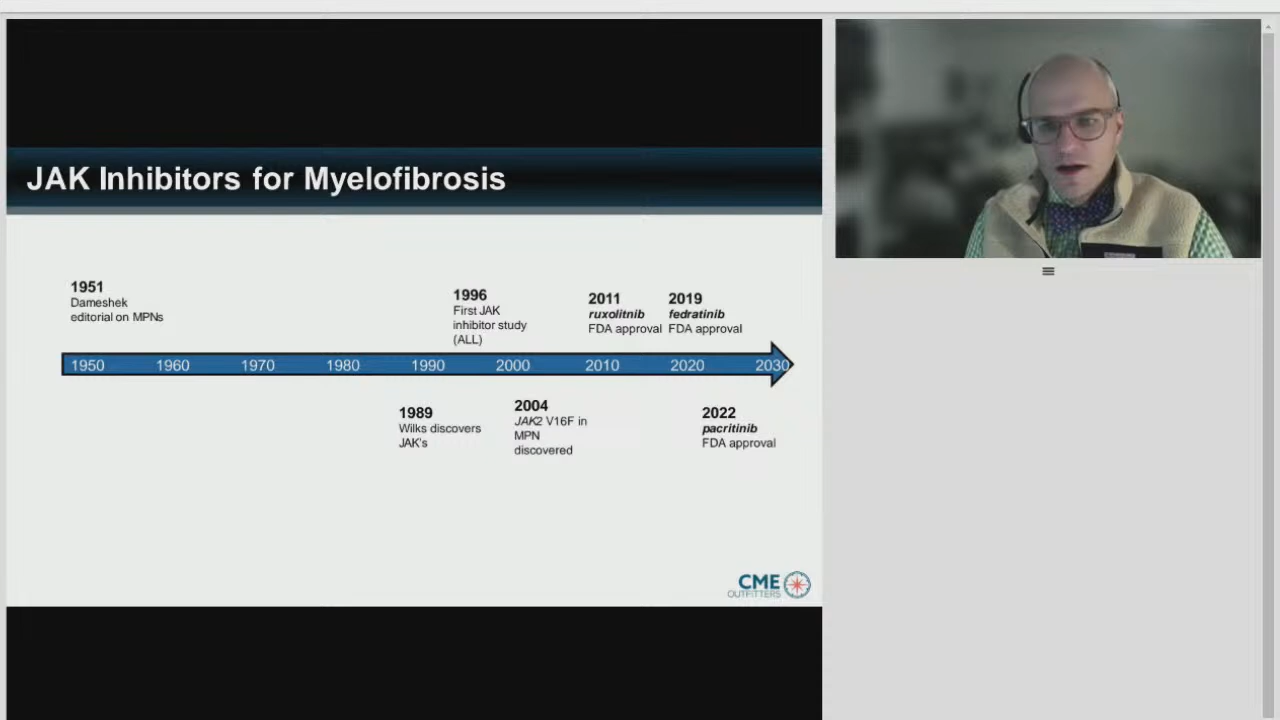 JAK Inhibitors for Myelofibrosis
1951
Dameshek
editorial on MPNs
1996
First JAK
inhibitor study
(ALL)
2011
ruxolitnib
FDA approval
2019
fedratinib
FDA approval
1950 1960 1970 1980 1990 2000 2010 2020 2030
1989
Wilks discovers
JAK's
2004
JAK2 V16F in
MPN
discovered
2022
pacritinib
FDA approval
CME
OUTFITTERS